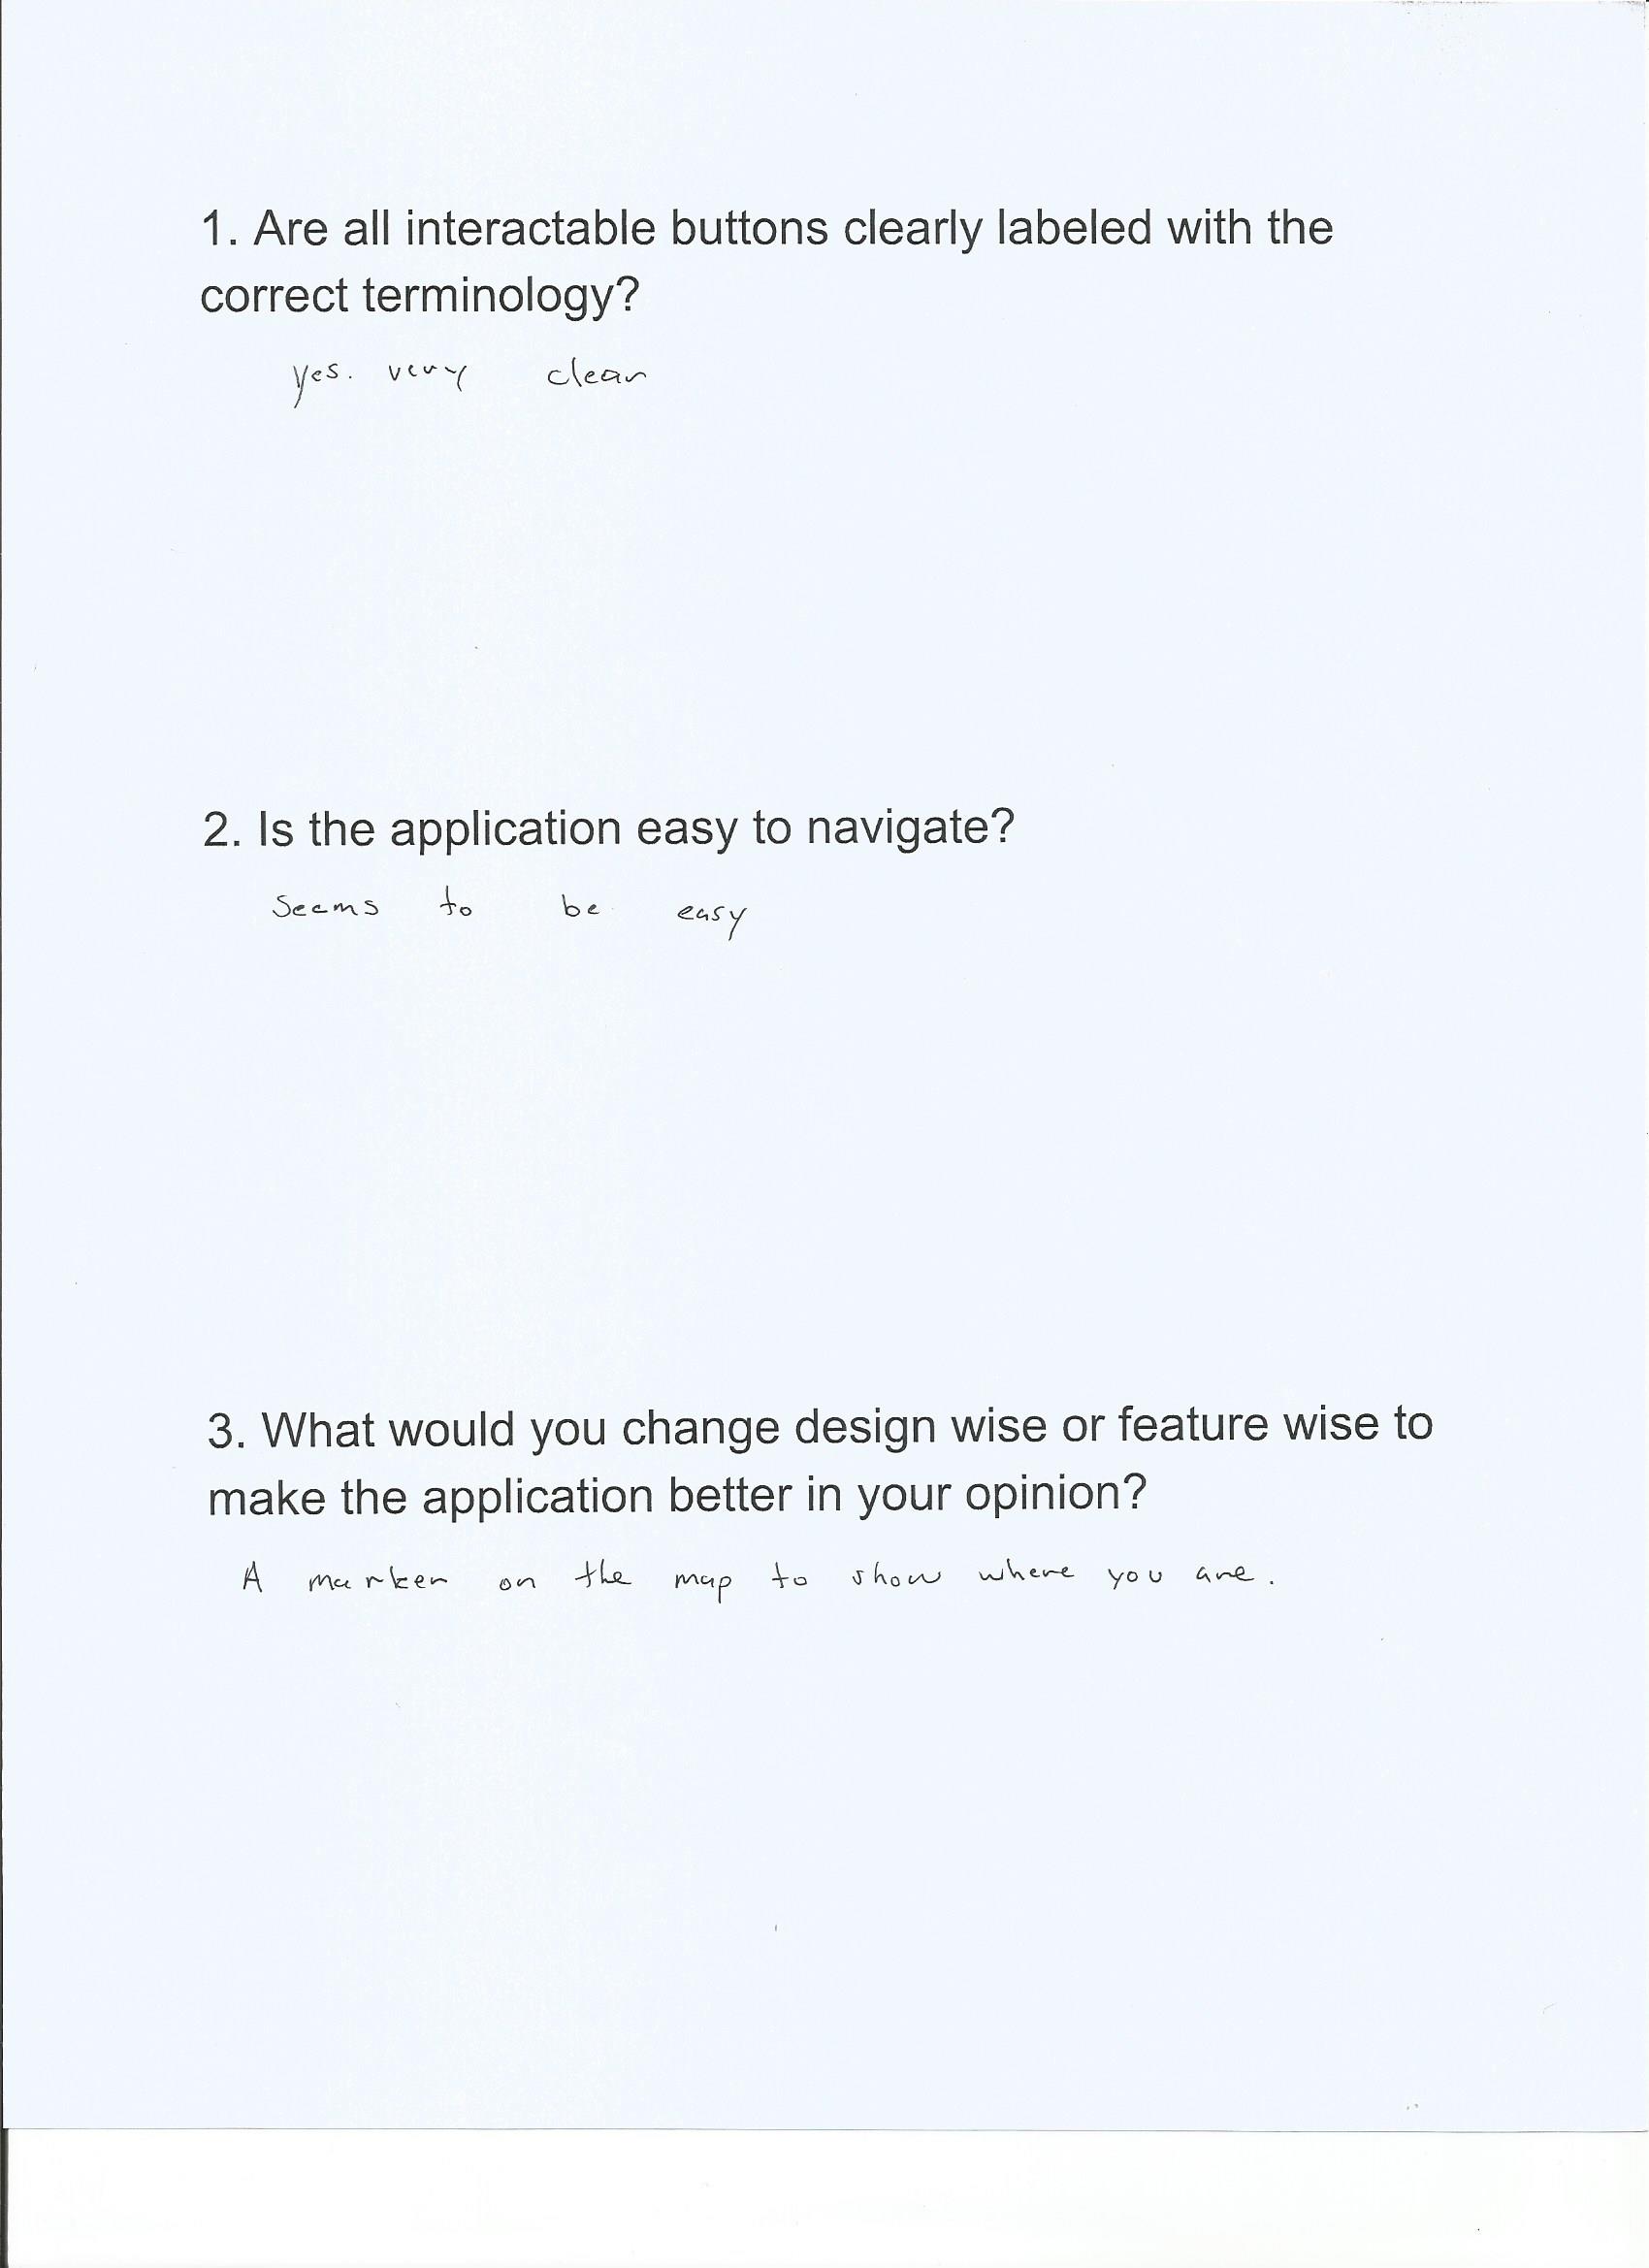 1. Are all interactable buttons clearly labeled with the
correct terminology?
yes. very clear
2. Is the application easy to navigate?
Seems to be easy
3. What would you change design wise or feature wise to
make the application better in your opinion?
A marker on the map to show where you are.